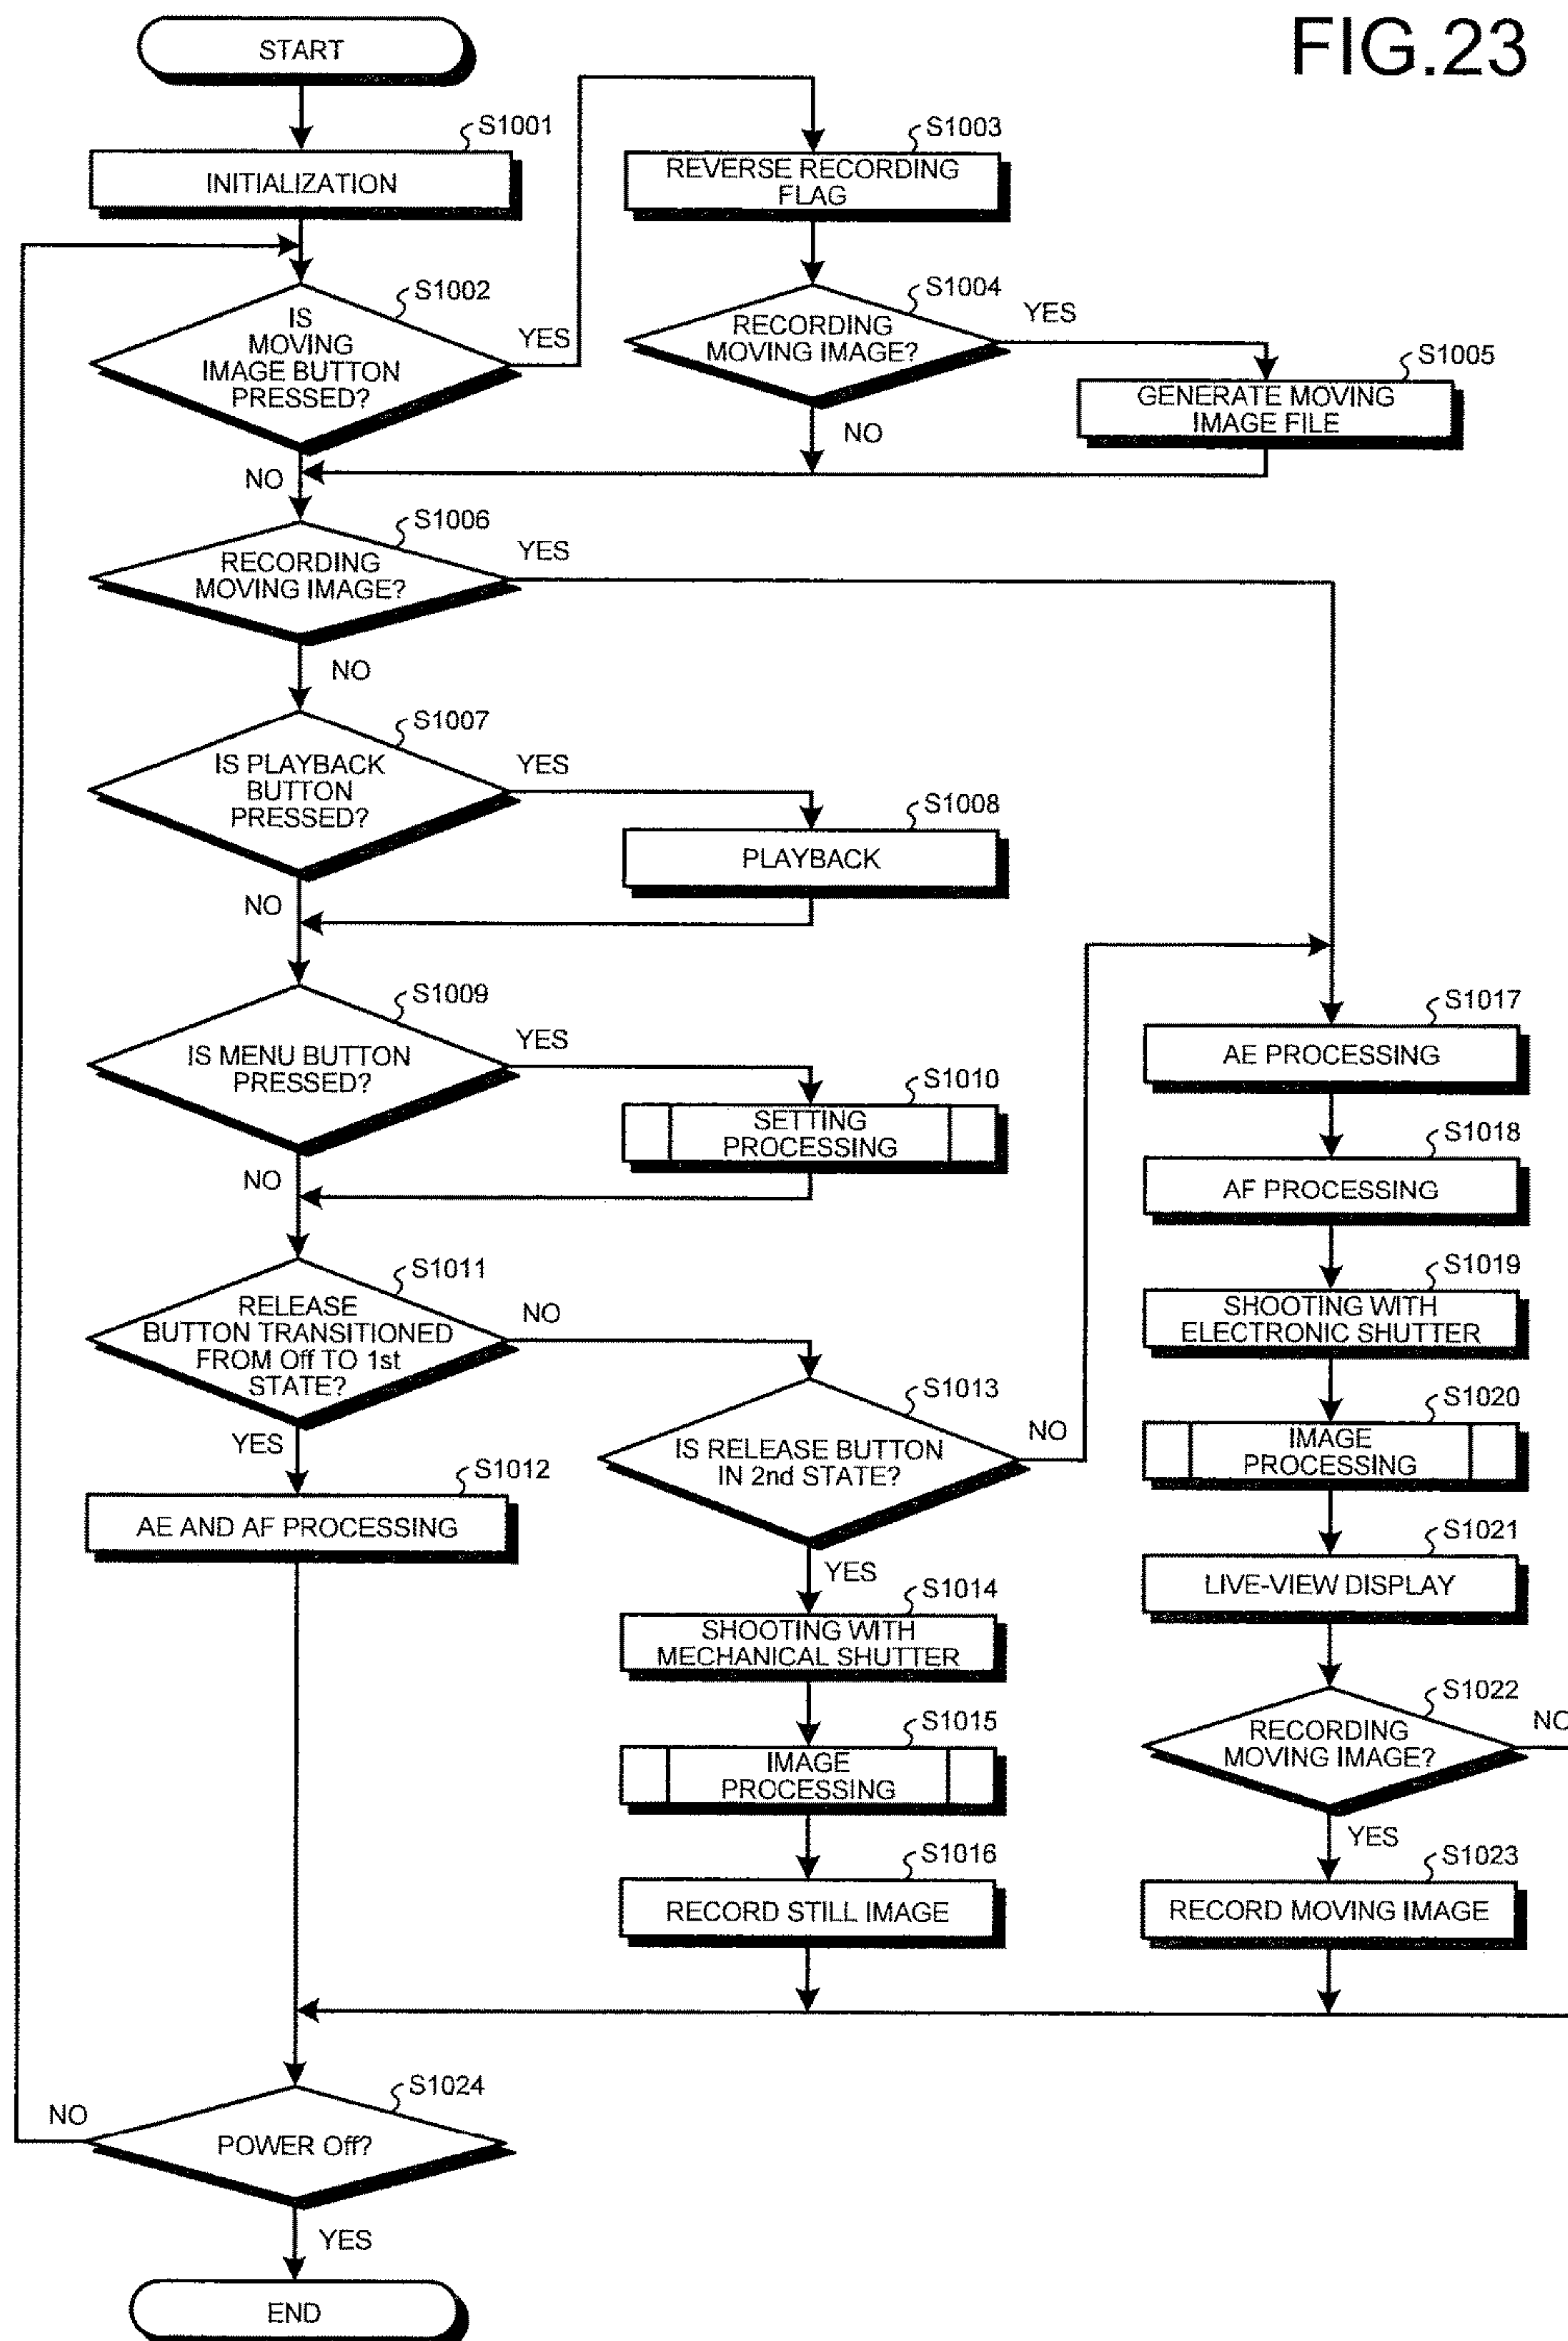 FIG.23
START
S1001
INITIALIZATION
S1002
IS
MOVING
IMAGE BUTTON
PRESSED?
YES
NO
S1003
REVERSE RECORDING
FLAG
S1004
RECORDING
MOVING IMAGE?
YES
NO
S1005
GENERATE MOVING
IMAGE FILE
S1006
RECORDING
MOVING IMAGE?
YES
NO
S1007
IS PLAYBACK
BUTTON
PRESSED?
YES
NO
S1008
PLAYBACK
S1009
IS MENU BUTTON
PRESSED?
YES
NO
S1010
SETTING
PROCESSING
S1011
RELEASE
BUTTON TRANSITIONED
FROM Off TO 1st
STATE?
NO
YES
S1012
AE AND AF PROCESSING
S1013
IS RELEASE BUTTON
IN 2nd STATE?
NO
YES
S1014
SHOOTING WITH
MECHANICAL SHUTTER
S1015
IMAGE
PROCESSING
S1016
RECORD STILL IMAGE
S1017
AE PROCESSING
S1018
AF PROCESSING
S1019
SHOOTING WITH
ELECTRONIC SHUTTER
S1020
IMAGE
PROCESSING
S1021
LIVE-VIEW DISPLAY
S1022
RECORDING
MOVING IMAGE?
NO
YES
S1023
RECORD MOVING IMAGE
S1024
POWER Off?
NO
YES
END